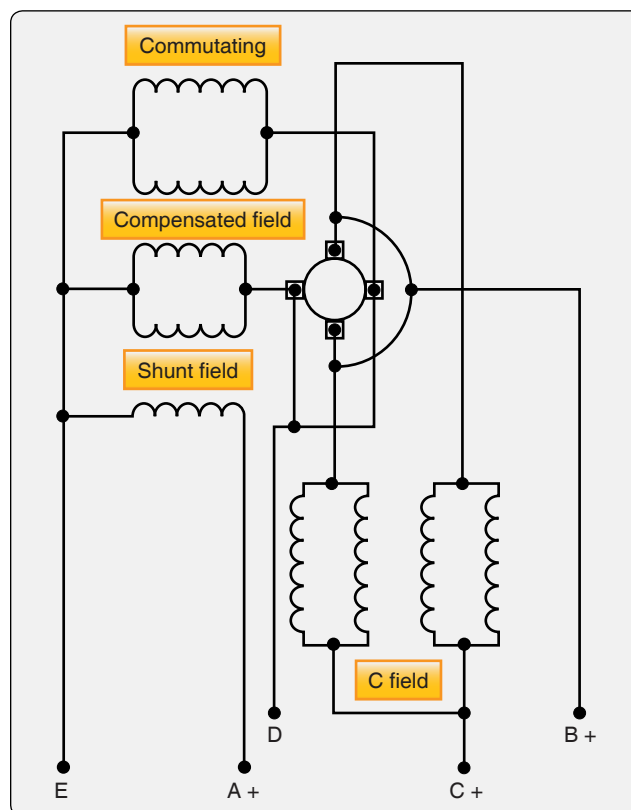 Commutating
Compensated field
Shunt field
C field
D
B +
E
A +
C +